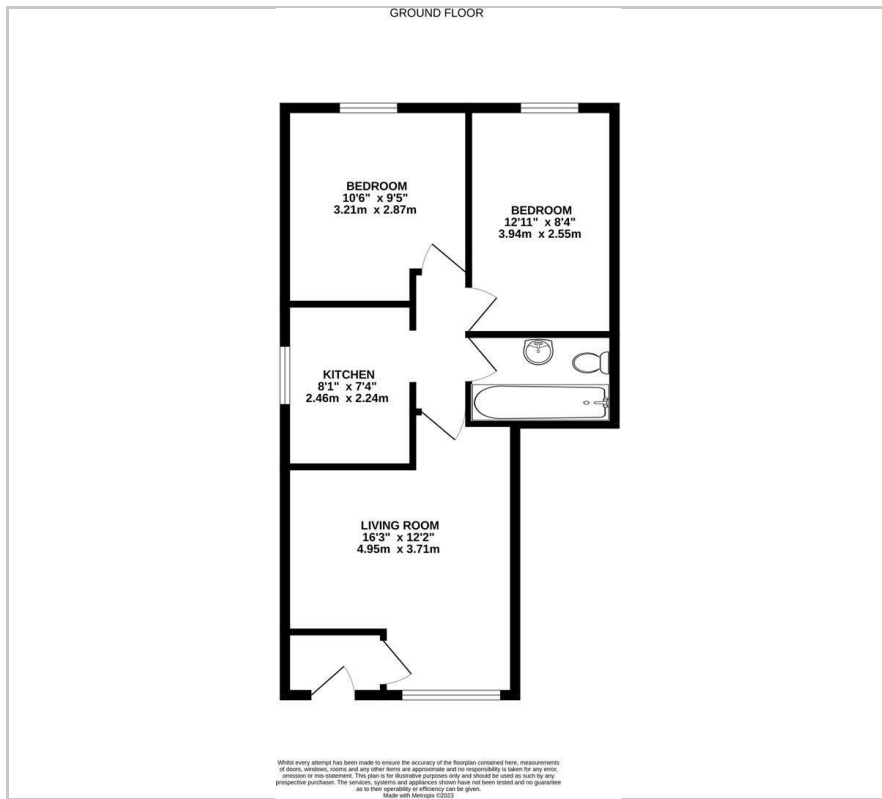 GROUND FLOOR
BEDROOM
10'6" x 9'5"
3.21m x 2.87m
BEDROOM
12'11" x 8'4"
3.94m x 2.55m
KITCHEN
8'1" x 7'4"
2.46m x 2.24m
LIVING ROOM
16'3" x 12'2"
4.95m x 3.71m
Whilst every attempt has been made to ensure the accuracy of the floorplan contained here, measurements
of doors, windows, rooms and any other items are approximate and no responsibility is taken for any error,
omission or mis-statement. This plan is for illustrative purposes only and should be used as such by any
prospective purchaser. The services, systems and appliances shown have not been tested and no guarantee
as to their operability or efficiency can be given.
Made with Metropix ©2023